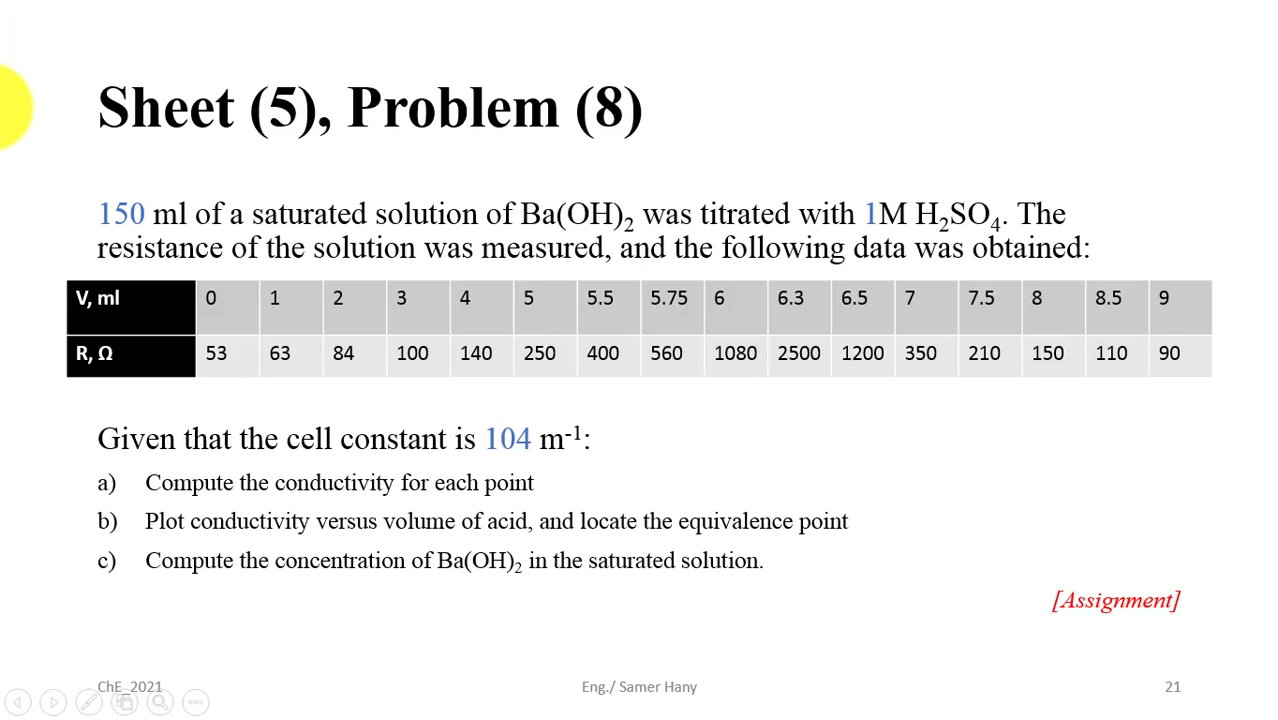 Sheet (5), Problem (8)
150 ml of a saturated solution of Ba(OH)₂ was titrated with 1M H₂SO₄. The
resistance of the solution was measured, and the following data was obtained:
V, ml 0 1 2 3 4 5 5.5 5.75 6 6.3 6.5 7 7.5 8 8.5 9
R, Ω 53 63 84 100 140 250 400 560 1080 2500 1200 350 210 150 110 90
Given that the cell constant is 104 m⁻¹:
a) Compute the conductivity for each point
b) Plot conductivity versus volume of acid, and locate the equivalence point
c) Compute the concentration of Ba(OH)₂ in the saturated solution.
[Assignment]
ChE_2021 Eng./ Samer Hany 21